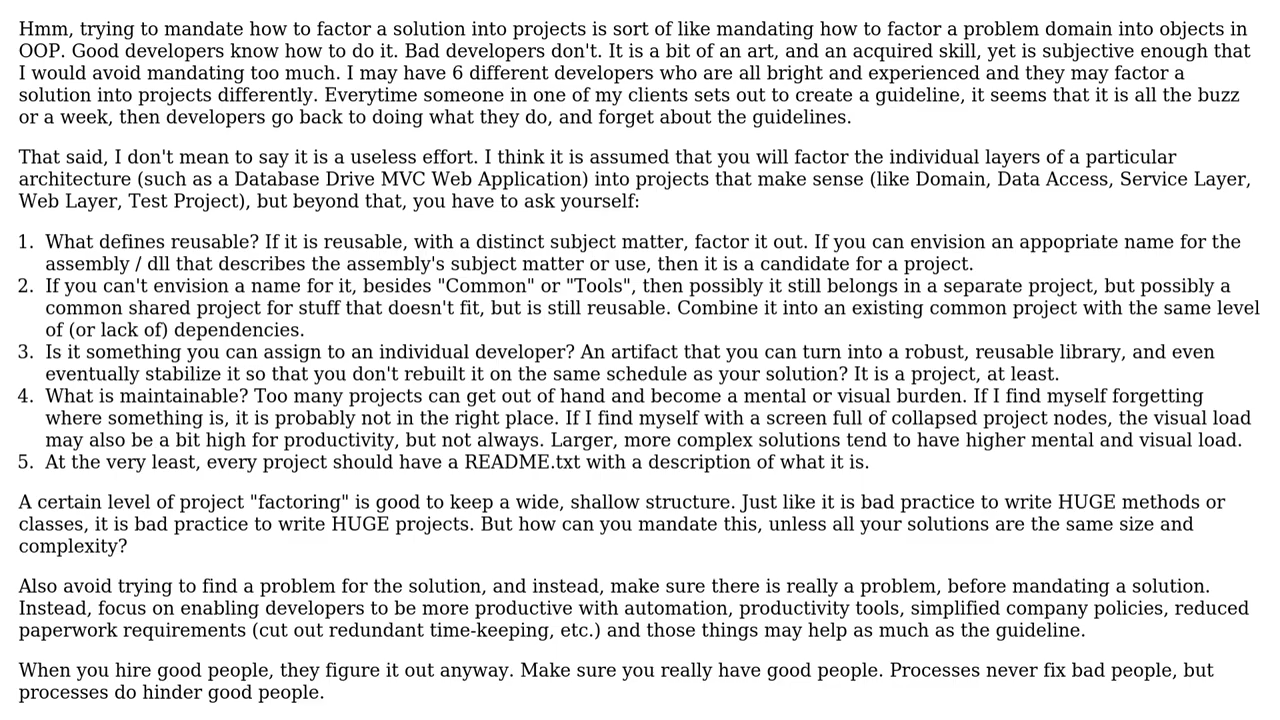 Hmm, trying to mandate how to factor a solution into projects is sort of like mandating how to factor a problem domain into objects in
OOP. Good developers know how to do it. Bad developers don't. It is a bit of an art, and an acquired skill, yet is subjective enough that
I would avoid mandating too much. I may have 6 different developers who are all bright and experienced and they may factor a
solution into projects differently. Everytime someone in one of my clients sets out to create a guideline, it seems that it is all the buzz
or a week, then developers go back to doing what they do, and forget about the guidelines.
That said, I don't mean to say it is a useless effort. I think it is assumed that you will factor the individual layers of a particular
architecture (such as a Database Drive MVC Web Application) into projects that make sense (like Domain, Data Access, Service Layer,
Web Layer, Test Project), but beyond that, you have to ask yourself:
1. What defines reusable? If it is reusable, with a distinct subject matter, factor it out. If you can envision an appopriate name for the
assembly / dll that describes the assembly's subject matter or use, then it is a candidate for a project.
2. If you can't envision a name for it, besides "Common" or "Tools", then possibly it still belongs in a separate project, but possibly a
common shared project for stuff that doesn't fit, but is still reusable. Combine it into an existing common project with the same level
of (or lack of) dependencies.
3. Is it something you can assign to an individual developer? An artifact that you can turn into a robust, reusable library, and even
eventually stabilize it so that you don't rebuilt it on the same schedule as your solution? It is a project, at least.
4. What is maintainable? Too many projects can get out of hand and become a mental or visual burden. If I find myself forgetting
where something is, it is probably not in the right place. If I find myself with a screen full of collapsed project nodes, the visual load
may also be a bit high for productivity, but not always. Larger, more complex solutions tend to have higher mental and visual load.
5. At the very least, every project should have a README.txt with a description of what it is.
A certain level of project "factoring" is good to keep a wide, shallow structure. Just like it is bad practice to write HUGE methods or
classes, it is bad practice to write HUGE projects. But how can you mandate this, unless all your solutions are the same size and
complexity?
Also avoid trying to find a problem for the solution, and instead, make sure there is really a problem, before mandating a solution.
Instead, focus on enabling developers to be more productive with automation, productivity tools, simplified company policies, reduced
paperwork requirements (cut out redundant time-keeping, etc.) and those things may help as much as the guideline.
When you hire good people, they figure it out anyway. Make sure you really have good people. Processes never fix bad people, but
processes do hinder good people.